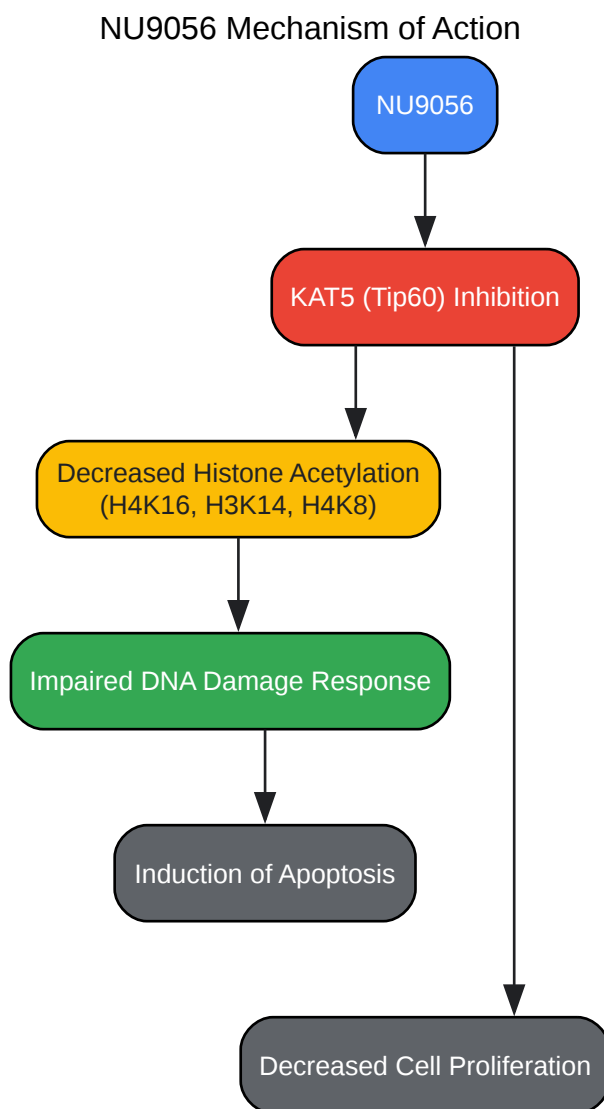 NU9056 Mechanism of Action
NU9056
KAT5 (Tip60) Inhibition
Decreased Histone Acetylation
(H4K16, H3K14, H4K8)
Impaired DNA Damage Response
Induction of Apoptosis
Decreased Cell Proliferation